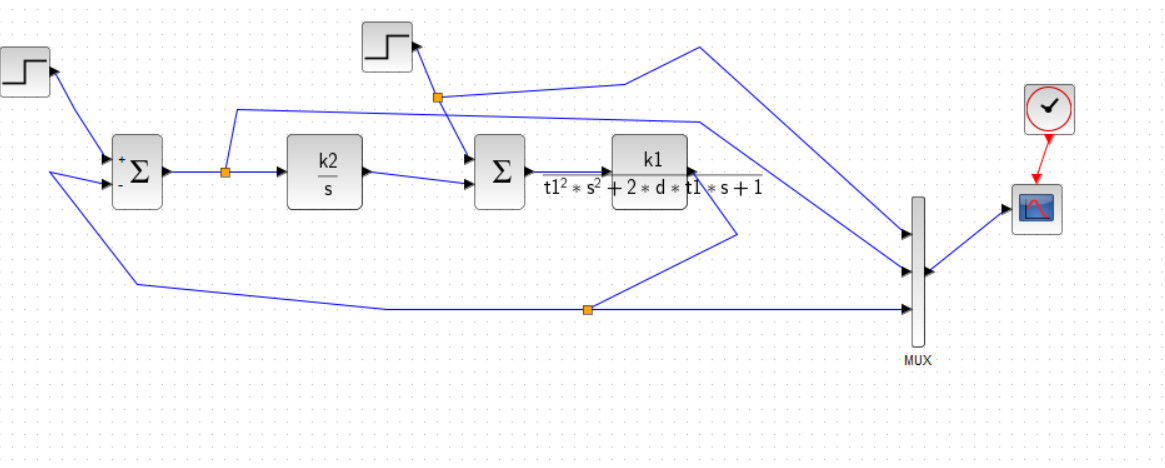 +
-
Σ
k2
s
Σ
k1
t1² ∗ s² + 2 ∗ d ∗ t1 ∗ s + 1
MUX